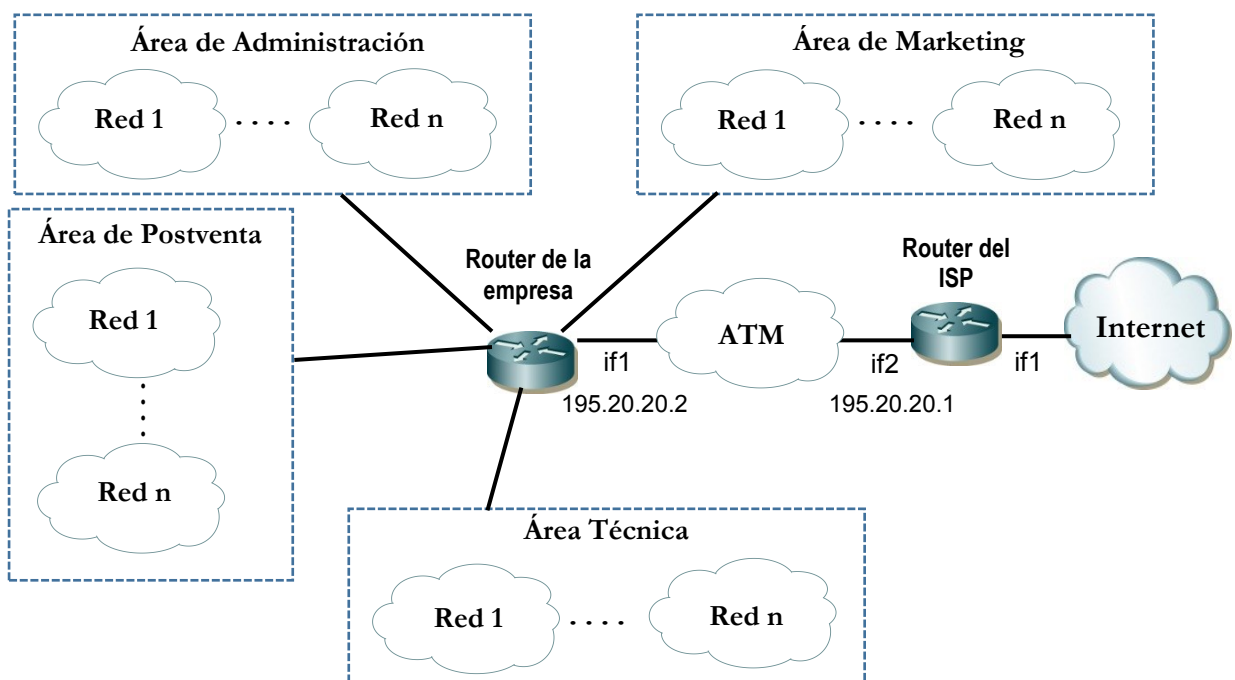 Área de Administración
Red 1
. . . .
Red n
Área de Marketing
Red 1
. . . .
Red n
Área de Postventa
Red 1
Red n
Router de la
empresa
if1
195.20.20.2
ATM
Router del
ISP
if2
195.20.20.1
if1
Internet
Área Técnica
Red 1
. . . .
Red n